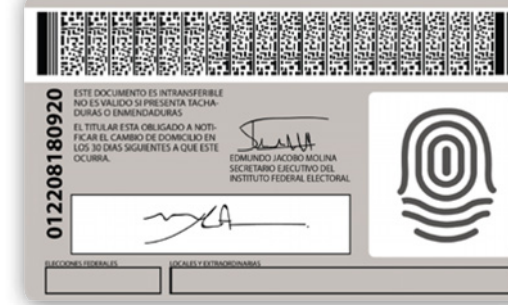 012208180920
ESTE DOCUMENTO ES INTRANSFERIBLE
NO ES VALIDO SI PRESENTA TACHA-
DURAS O ENMENDADURAS
EL TITULAR ESTA OBLIGADO A NOTI-
FICAR EL CAMBIO DE DOMICILIO EN
LOS 30 DIAS SIGUIENTES A QUE ESTE
OCURRA.
EDMUNDO JACOBO MOLINA
SECRETARIO EJECUTIVO DEL
INSTITUTO FEDERAL ELECTORAL
ELECCIONES FEDERALES
LOCALES Y EXTRAORDINARIAS